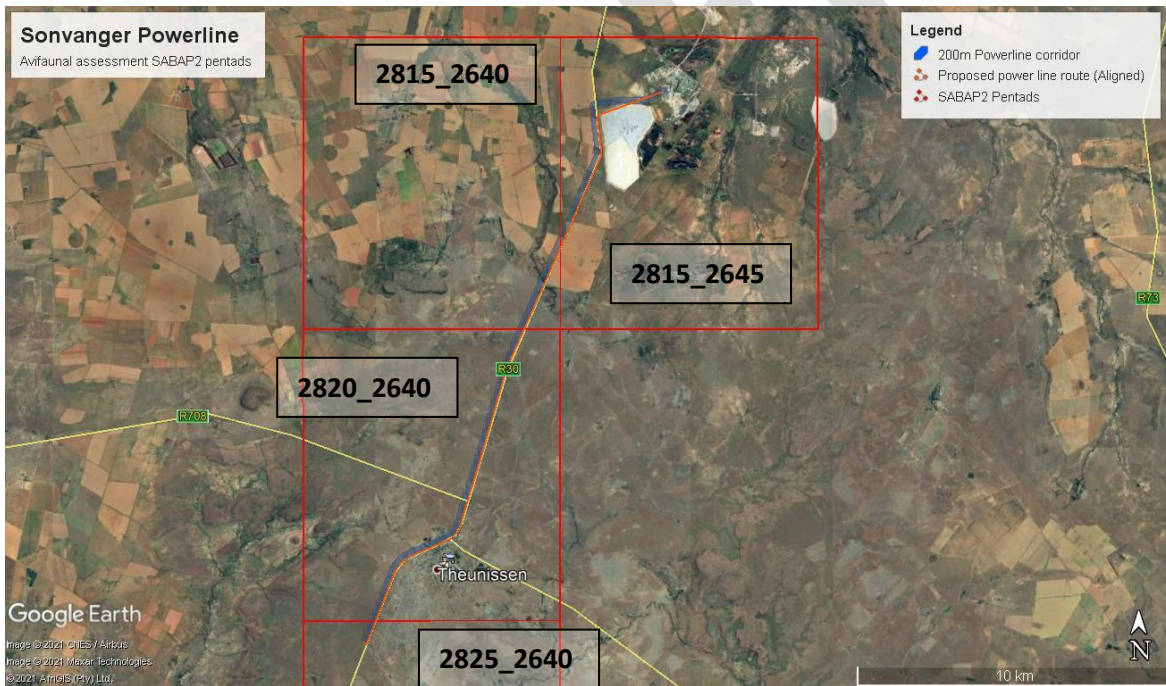 Sonvanger Powerline
Avifaunal assessment SABAP2 pentads
Legend
200m Powerline corridor
Proposed power line route (Aligned)
SABAP2 Pentads
2815_2640
2815_2645
R73
2820_2640
R30
R708
Theunissen
Google Earth
Image © 2021 CNES / Airbus
Image © 2021 Maxar Technologies
© 2021 AfriGIS (Pty) Ltd.
2825_2640
N
10 km